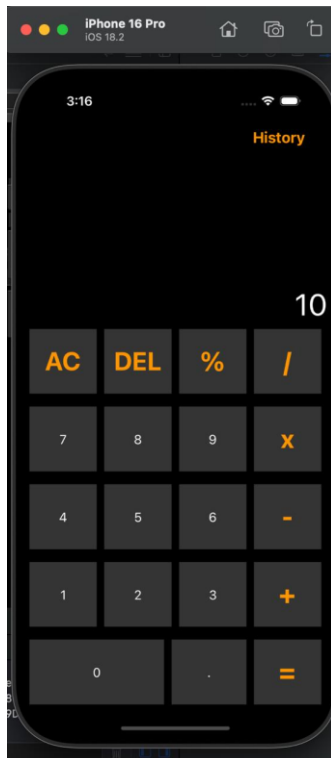 iPhone 16 Pro
iOS 18.2
3:16
History
10
AC DEL % /
7 8 9 x
4 5 6 -
1 2 3 +
0 . =